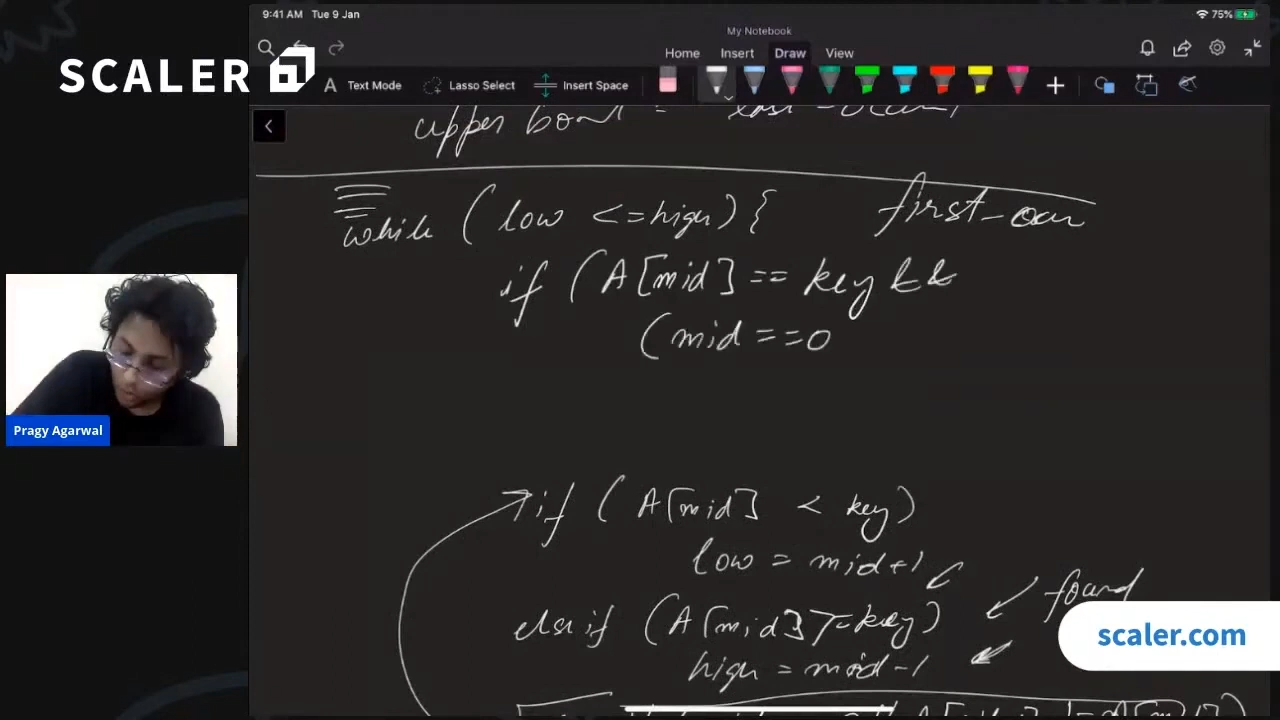 9:41 AM Tue 9 Jan
75%
My Notebook
Home Insert Draw View
SCALER
Text Mode Lasso Select Insert Space
upper =
while (low <=high) { first-
if (A[mid] == key &&
(mid ==0
if (A[mid] < key)
low = mid+1
found
else if (A[mid] >=key)
high = mid-1
Pragy Agarwal
scaler.com